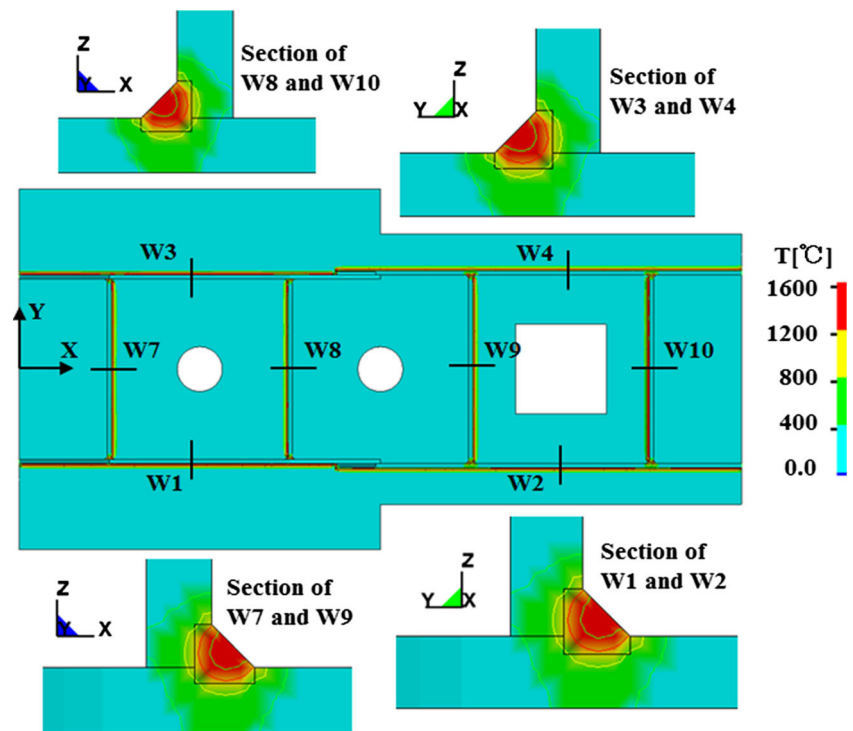 Z
Y X
Section of
W8 and W10
Z
Y X
Section of
W3 and W4
W3
W4
T[℃]
1600
1200
800
400
0.0
Y
X
W7
W8
W9
W10
W1
W2
Z
Y X
Section of
W7 and W9
Z
Y X
Section of
W1 and W2